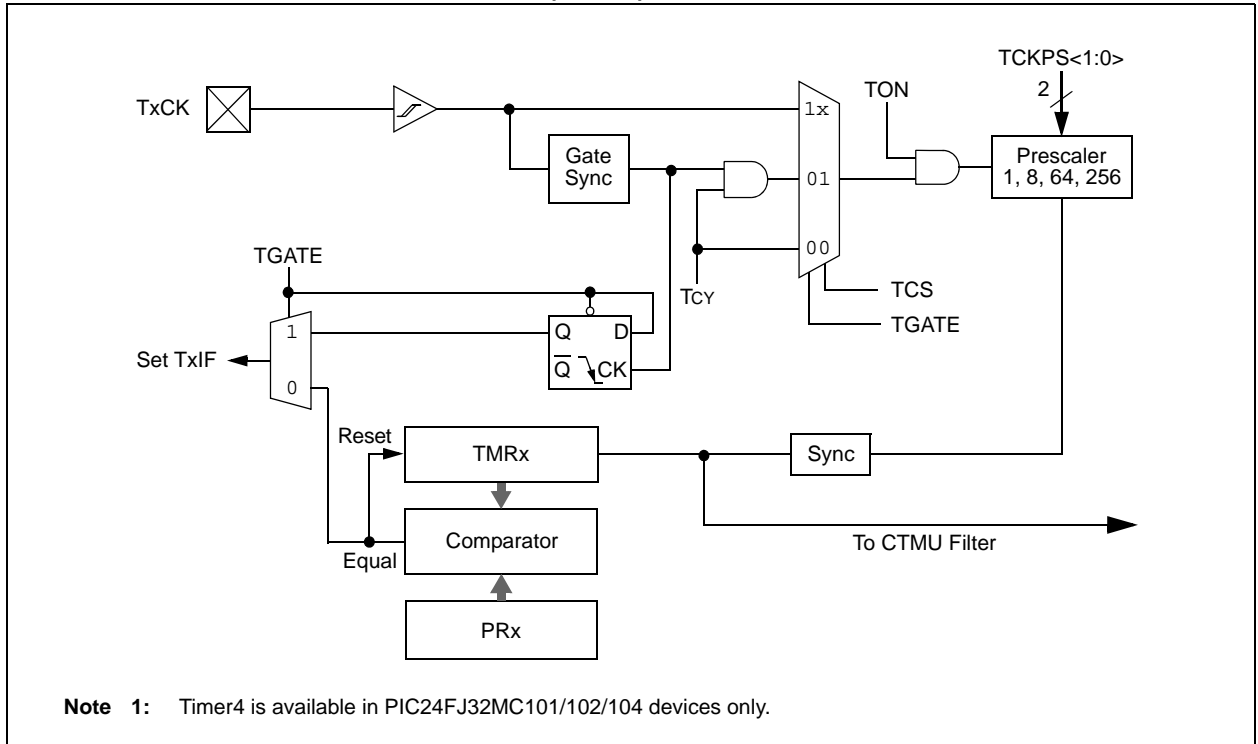 TCKPS<1:0>
2
TxCK
TON
1x
Gate
Sync
Prescaler
1, 8, 64, 256
01
00
TGATE
TCY
TCS
TGATE
1
Q
D
Set TxIF
Q
CK
0
Reset
TMRx
Sync
Comparator
To CTMU Filter
Equal
PRx
Note 1: Timer4 is available in PIC24FJ32MC101/102/104 devices only.